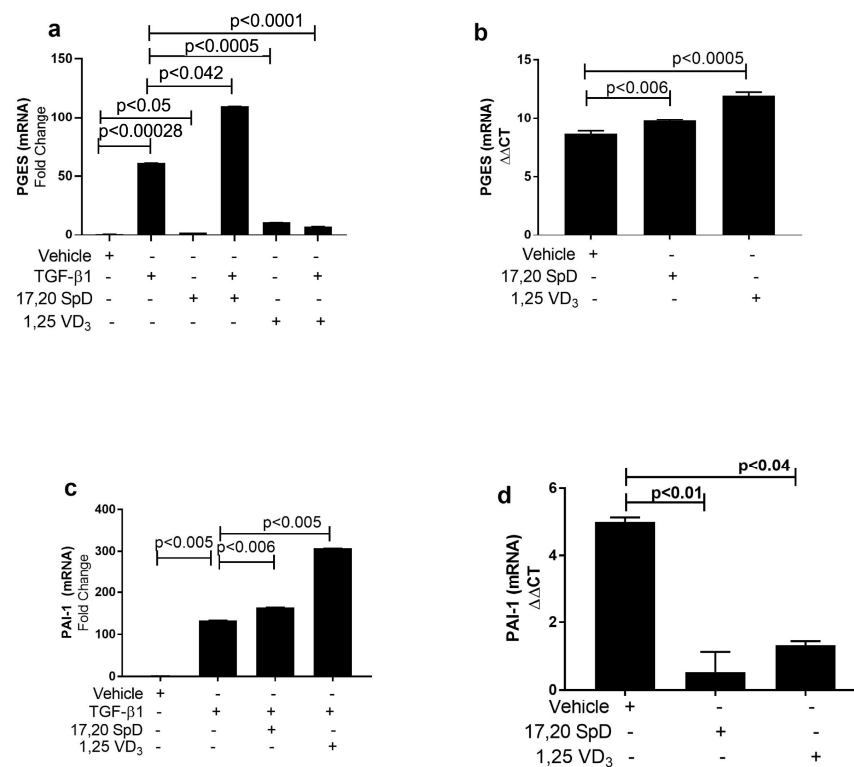 a
p<0.0001
p<0.0005
p<0.042
p<0.05
p<0.00028
PGES (mRNA)
Fold Change
150
100
50
0
Vehicle + - - - - -
TGF-β1 - + - + - +
17,20 SpD - - + + - -
1,25 VD3 - - - - + +
b
p<0.0005
p<0.006
PGES (mRNA)
ΔΔCT
15
10
5
0
Vehicle + - -
17,20 SpD - + -
1,25 VD3 - - +
c
p<0.005
p<0.005
p<0.006
PAI-1 (mRNA)
Fold Change
400
300
200
100
0
Vehicle + - - -
TGF-β1 - + + +
17,20 SpD - - + -
1,25 VD3 - - - +
d
p<0.04
p<0.01
PAI-1 (mRNA)
ΔΔCT
6
4
2
0
Vehicle + - -
17,20 SpD - + -
1,25 VD3 - - +